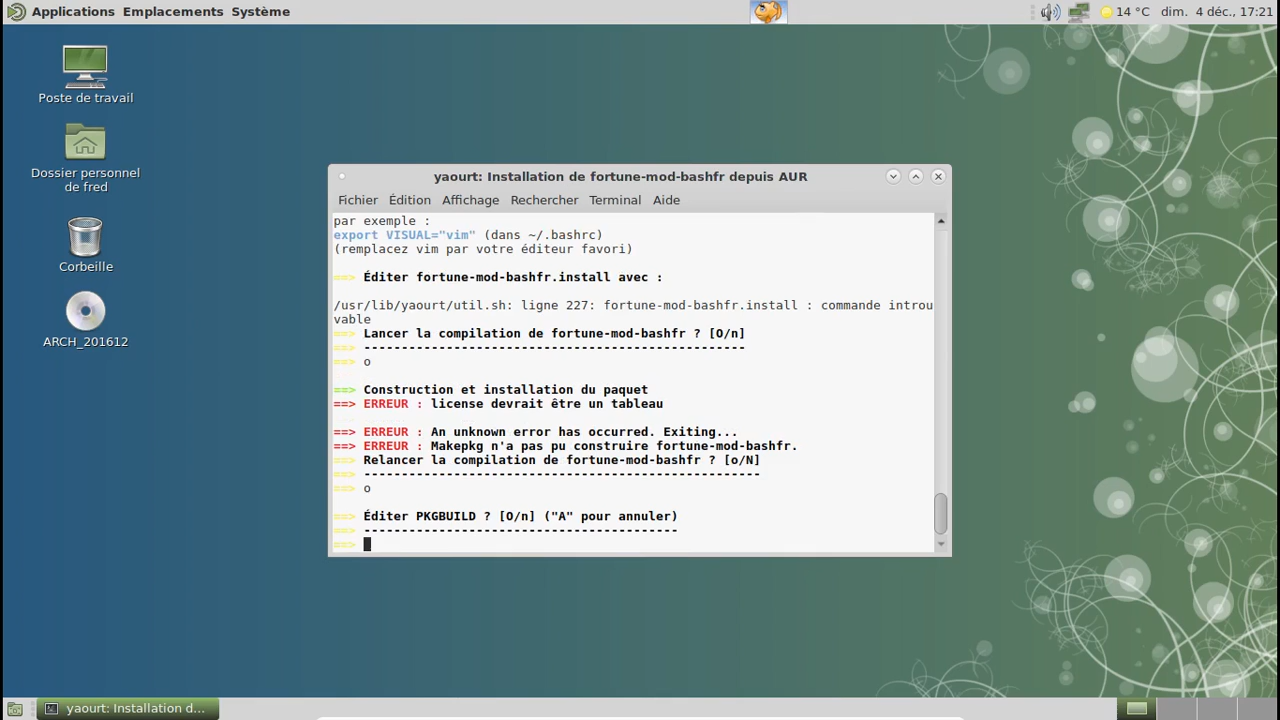 Applications Emplacements Système
14 °C dim. 4 déc., 17:21
Poste de travail
Dossier personnel
de fred
Corbeille
ARCH_201612
yaourt: Installation de fortune-mod-bashfr depuis AUR
Fichier Édition Affichage Rechercher Terminal Aide
par exemple :
export VISUAL="vim" (dans ~/.bashrc)
(remplacez vim par votre éditeur favori)
==> Éditer fortune-mod-bashfr.install avec :
/usr/lib/yaourt/util.sh: ligne 227: fortune-mod-bashfr.install : commande introu
vable
==> Lancer la compilation de fortune-mod-bashfr ? [O/n]
==> ---------------------------------------------------
==> o
==> Construction et installation du paquet
==> ERREUR : license devrait être un tableau
==> ERREUR : An unknown error has occurred. Exiting...
==> ERREUR : Makepkg n'a pas pu construire fortune-mod-bashfr.
==> Relancer la compilation de fortune-mod-bashfr ? [o/N]
==> -----------------------------------------------------
==> o
==> Éditer PKGBUILD ? [O/n] ("A" pour annuler)
==> ------------------------------------------
==>
yaourt: Installation d...